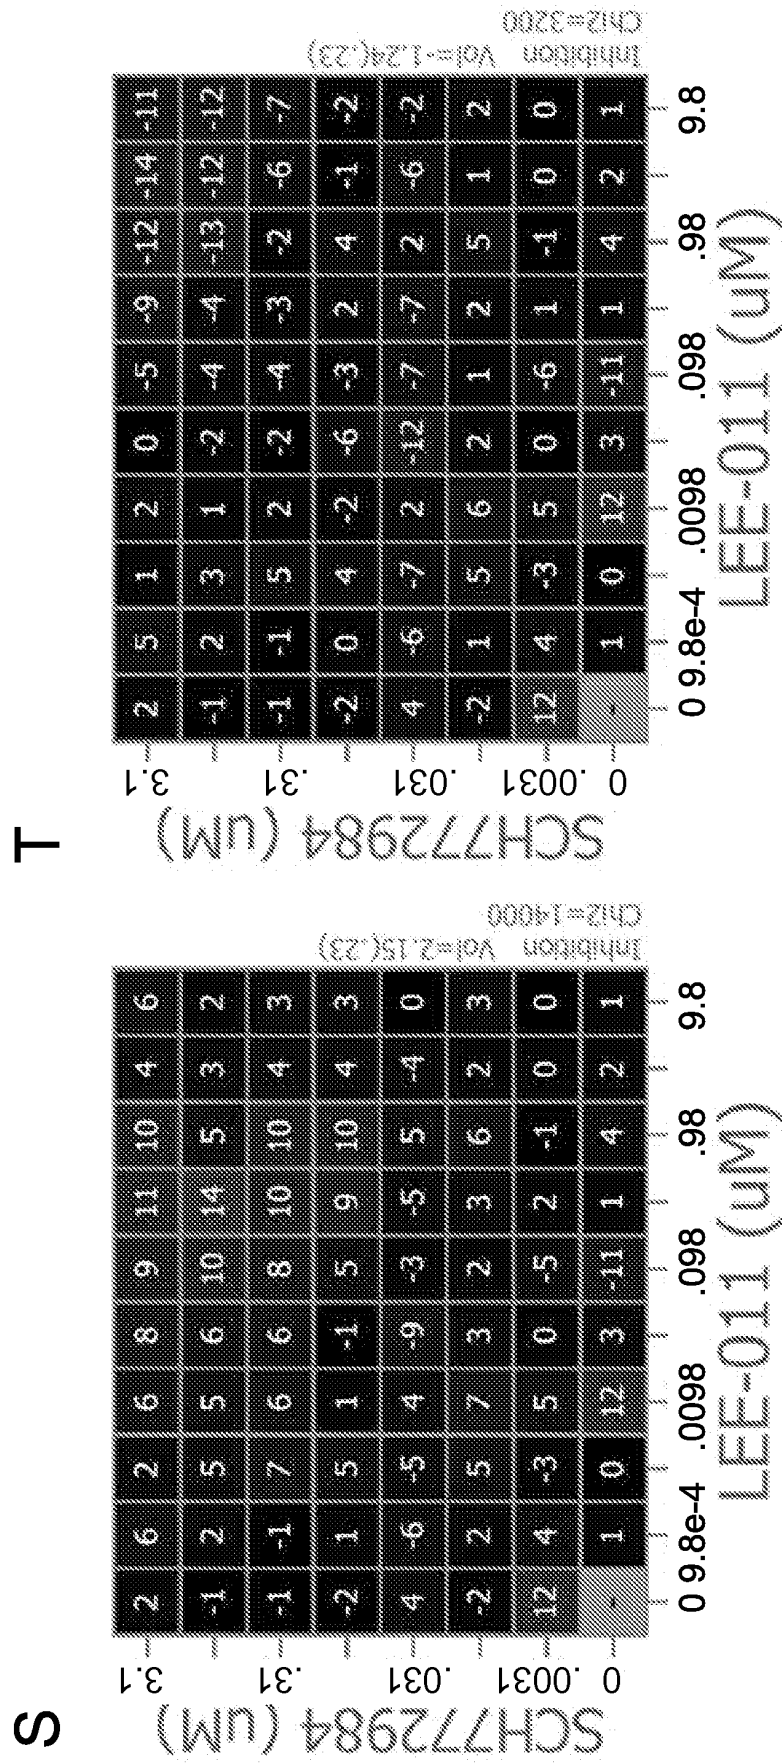 S
SCH772984 (uM)
3.1 2 6 2 6 8 9 11 10 4 6
-1 2 5 5 6 10 14 5 3 2
.31 -1 -1 7 6 6 8 10 10 4 3
-2 1 5 1 -1 5 9 10 4 3
.031 4 -6 -5 4 -9 -3 -5 5 -4 0
-2 2 5 7 3 2 3 6 2 3
.0031 12 4 -3 5 0 -5 2 -1 0 0
0 - 1 0 12 3 -11 1 4 2 1
0 9.8e-4 .0098 .098 .98 9.8
LEE-011 (uM)
Inhibition Vol=2.15(.23)
Chi2=14000
T
SCH772984 (uM)
3.1 2 5 1 2 0 -5 -9 -12 -14 -11
-1 2 3 1 -2 -4 -4 -13 -12 -12
.31 -1 -1 5 2 -2 -4 -3 -2 -6 -7
-2 0 4 -2 -6 -3 2 4 -1 -2
.031 4 -6 -7 2 -12 -7 -7 2 -6 -2
-2 1 5 6 2 1 2 5 1 2
.0031 12 4 -3 5 0 -6 1 -1 0 0
0 - 1 0 12 3 -11 1 4 2 1
0 9.8e-4 .0098 .098 .98 9.8
LEE-011 (uM)
Inhibition Vol=-1.24(.23)
Chi2=3200